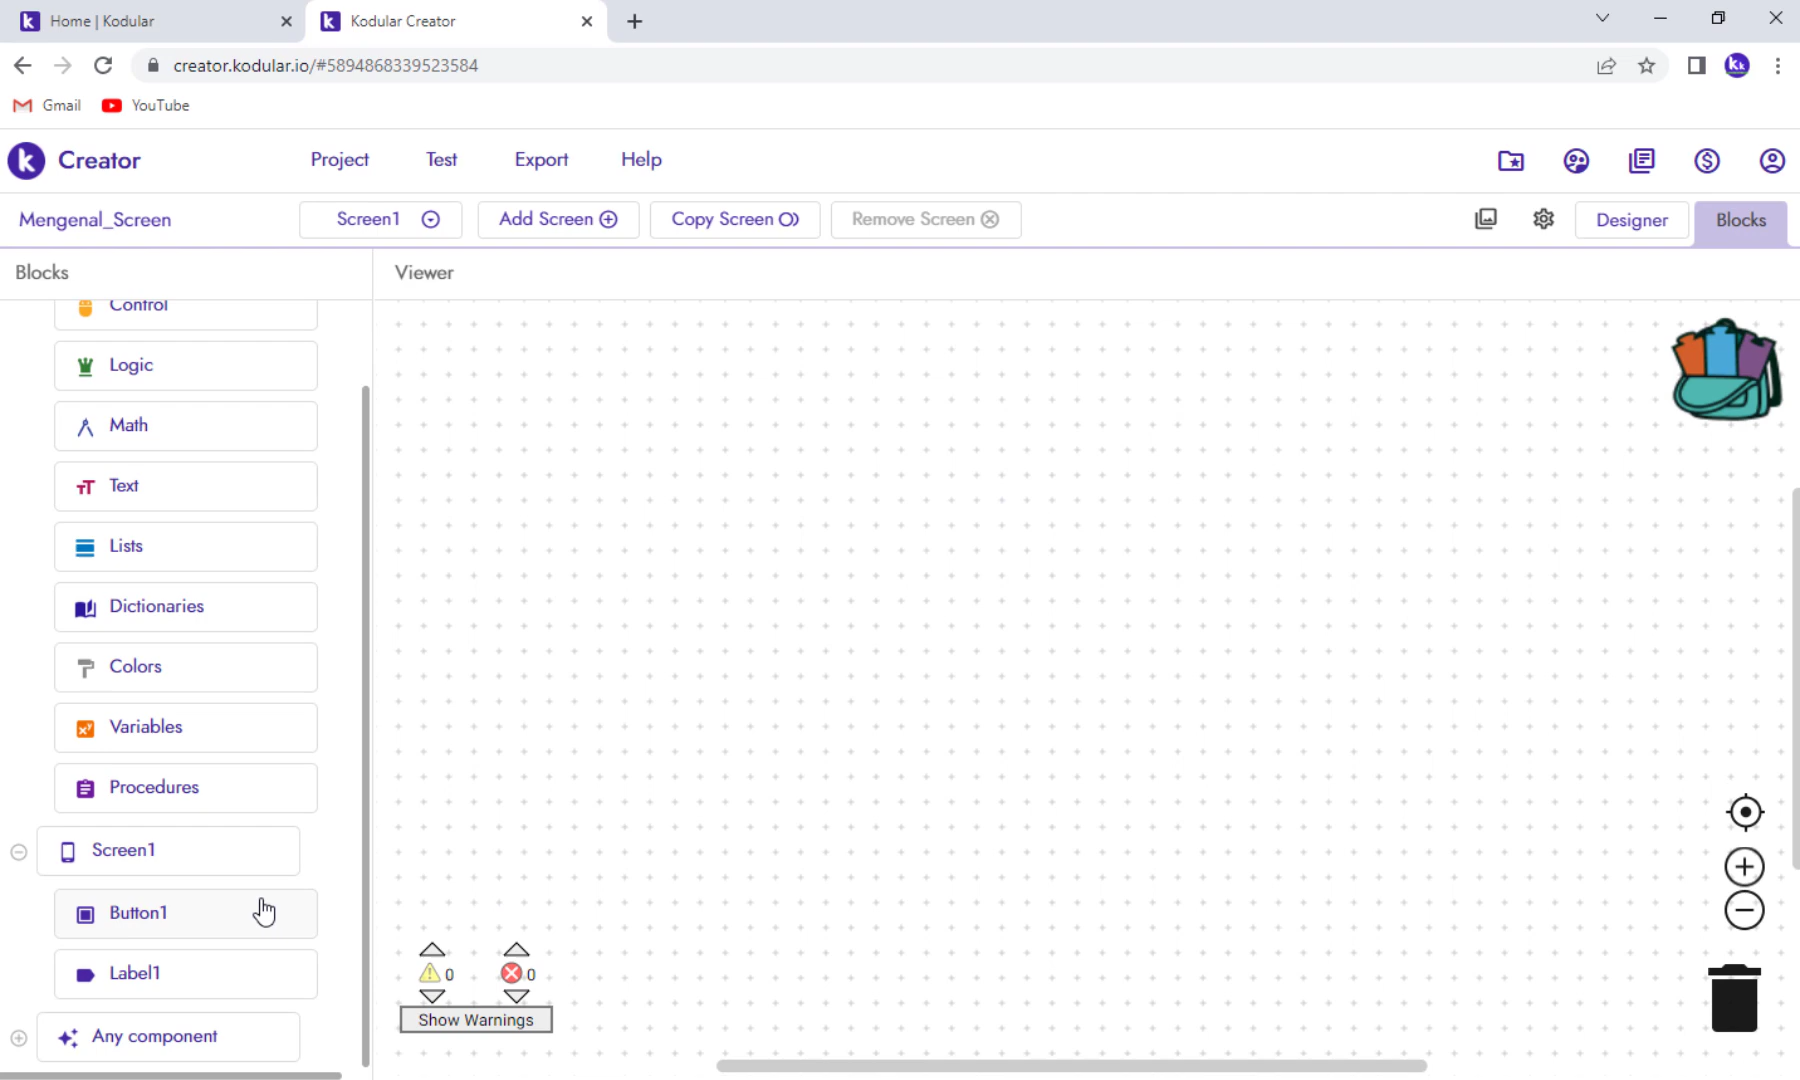 Home | Kodular
Kodular Creator
creator.kodular.io/#5894868339523584
Gmail
YouTube
Creator
Project
Test
Export
Help
Mengenal_Screen
Screen1
Add Screen
Copy Screen
Remove Screen
Designer
Blocks
Blocks
Viewer
Control
Logic
Math
Text
Lists
Dictionaries
Colors
Variables
Procedures
Screen1
Button1
Label1
Any component
0
0
Show Warnings